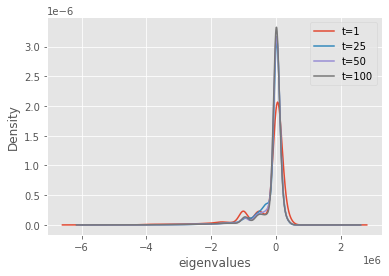 1e−6
t=1
t=25
t=50
t=100
3.0
2.5
2.0
1.5
1.0
0.5
0.0
Density
−6 −4 −2 0 2
1e6
eigenvalues